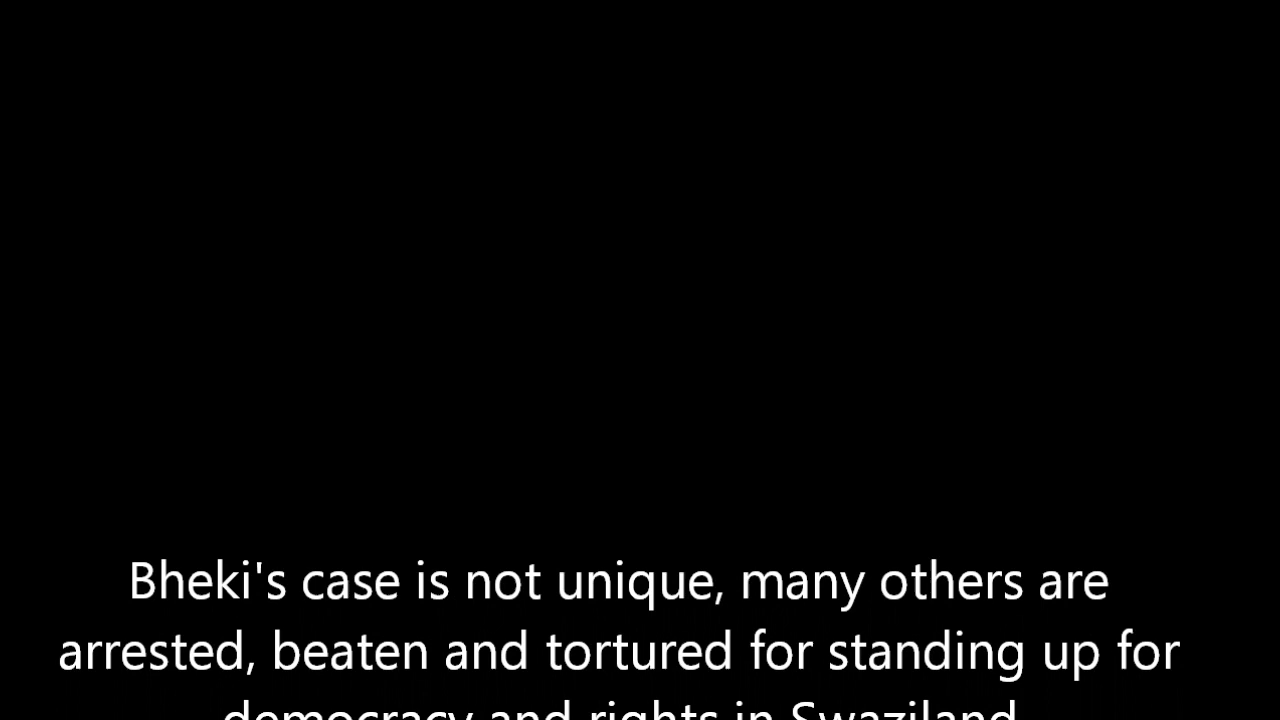 Bheki's case is not unique, many others are
arrested, beaten and tortured for standing up for
democracy and rights in Swaziland